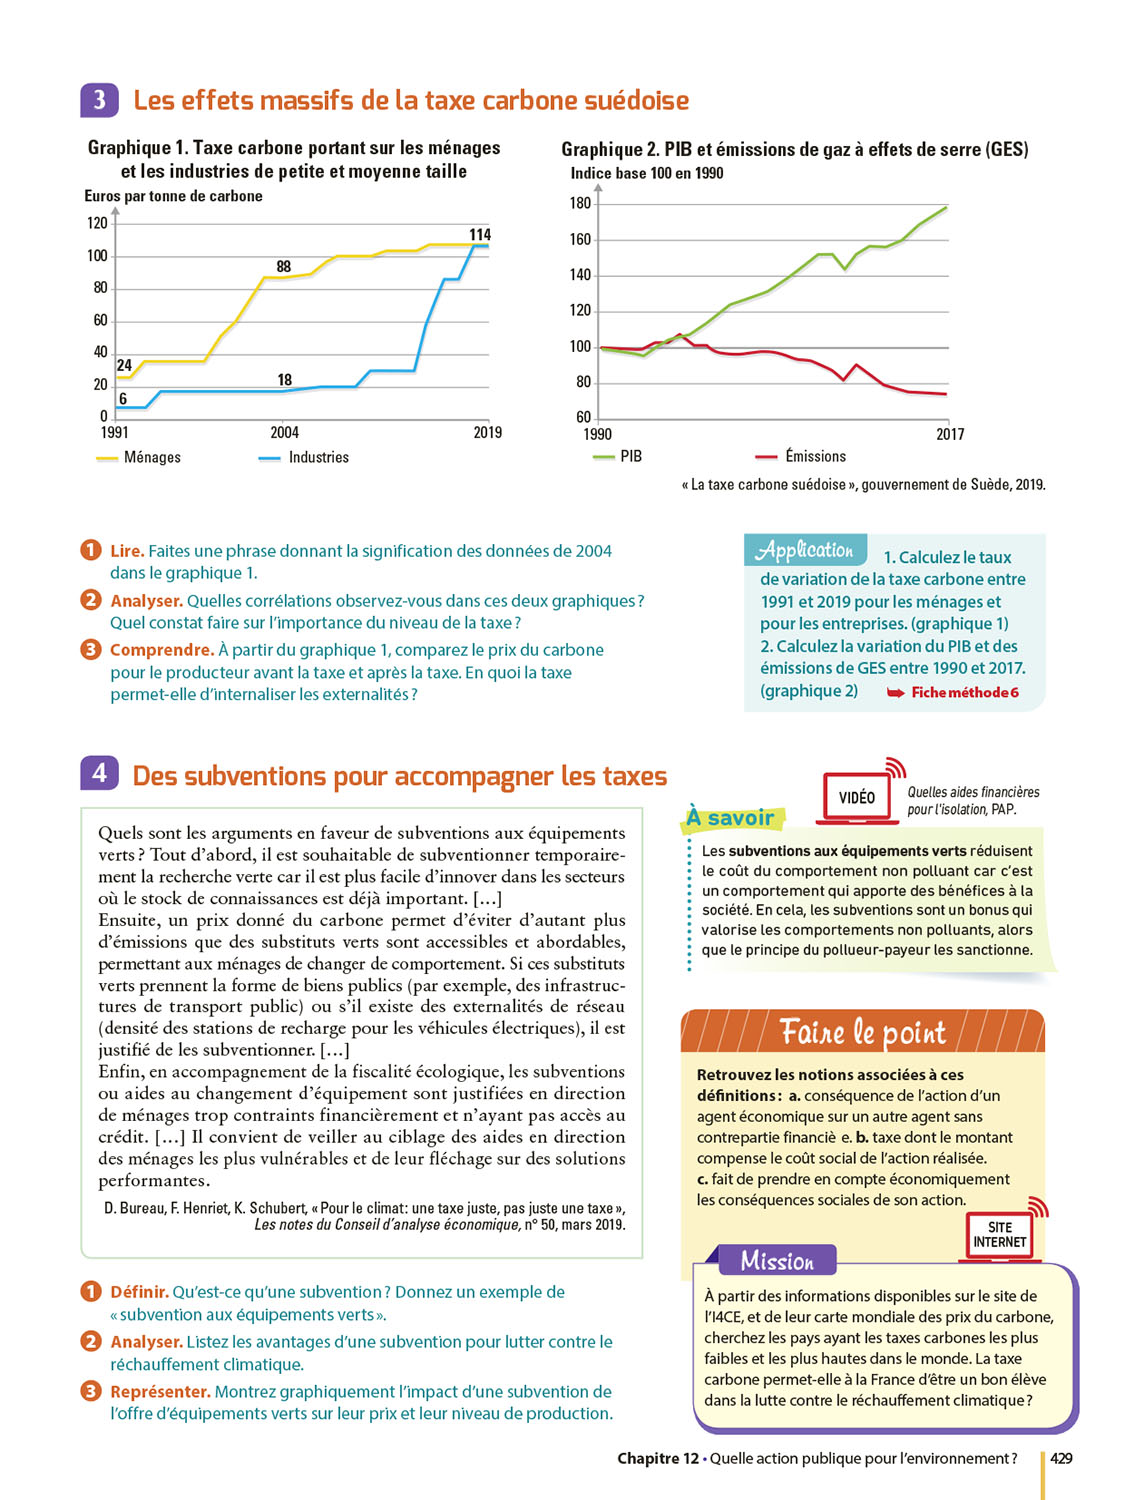 3 Les effets massifs de la taxe carbone suédoise
Graphique 1. Taxe carbone portant sur les ménages
et les industries de petite et moyenne taille
Euros par tonne de carbone
120
100
80
60
40
20
0
24
6
88
18
114
1991
2004
2019
Ménages
Industries
Graphique 2. PIB et émissions de gaz à effets de serre (GES)
Indice base 100 en 1990
180
160
140
120
100
80
60
1990
2017
PIB
Émissions
« La taxe carbone suédoise », gouvernement de Suède, 2019.
1 Lire. Faites une phrase donnant la signification des données de 2004
dans le graphique 1.
2 Analyser. Quelles corrélations observez-vous dans ces deux graphiques ?
Quel constat faire sur l'importance du niveau de la taxe ?
3 Comprendre. À partir du graphique 1, comparez le prix du carbone
pour le producteur avant la taxe et après la taxe. En quoi la taxe
permet-elle d'internaliser les externalités ?
Application 1. Calculez le taux
de variation de la taxe carbone entre
1991 et 2019 pour les ménages et
pour les entreprises. (graphique 1)
2. Calculez la variation du PIB et des
émissions de GES entre 1990 et 2017.
(graphique 2) Fiche méthode 6
4 Des subventions pour accompagner les taxes
Quels sont les arguments en faveur de subventions aux équipements
verts ? Tout d'abord, il est souhaitable de subventionner temporaire-
ment la recherche verte car il est plus facile d'innover dans les secteurs
où le stock de connaissances est déjà important. […]
Ensuite, un prix donné du carbone permet d'éviter d'autant plus
d'émissions que des substituts verts sont accessibles et abordables,
permettant aux ménages de changer de comportement. Si ces substituts
verts prennent la forme de biens publics (par exemple, des infrastruc-
tures de transport public) ou s'il existe des externalités de réseau
(densité des stations de recharge pour les véhicules électriques), il est
justifié de les subventionner. […]
Enfin, en accompagnement de la fiscalité écologique, les subventions
ou aides au changement d'équipement sont justifiées en direction
de ménages trop contraints financièrement et n'ayant pas accès au
crédit. […] Il convient de veiller au ciblage des aides en direction
des ménages les plus vulnérables et de leur fléchage sur des solutions
performantes.
D. Bureau, F. Henriet, K. Schubert, « Pour le climat : une taxe juste, pas juste une taxe »,
Les notes du Conseil d'analyse économique, n° 50, mars 2019.
1 Définir. Qu'est-ce qu'une subvention ? Donnez un exemple de
« subvention aux équipements verts ».
2 Analyser. Listez les avantages d'une subvention pour lutter contre le
réchauffement climatique.
3 Représenter. Montrez graphiquement l'impact d'une subvention de
l'offre d'équipements verts sur leur prix et leur niveau de production.
VIDÉO
Quelles aides financières
pour l'isolation, PAP.
À savoir
Les subventions aux équipements verts réduisent
le coût du comportement non polluant car c'est
un comportement qui apporte des bénéfices à la
société. En cela, les subventions sont un bonus qui
valorise les comportements non polluants, alors
que le principe du pollueur-payeur les sanctionne.
Faire le point
Retrouvez les notions associées à ces
définitions : a. conséquence de l'action d'un
agent économique sur un autre agent sans
contrepartie financiè e. b. taxe dont le montant
compense le coût social de l'action réalisée.
c. fait de prendre en compte économiquement
les conséquences sociales de son action.
SITE
INTERNET
Mission
À partir des informations disponibles sur le site de
l'I4CE, et de leur carte mondiale des prix du carbone,
cherchez les pays ayant les taxes carbones les plus
faibles et les plus hautes dans le monde. La taxe
carbone permet-elle à la France d'être un bon élève
dans la lutte contre le réchauffement climatique ?
Chapitre 12 • Quelle action publique pour l'environnement ? 429